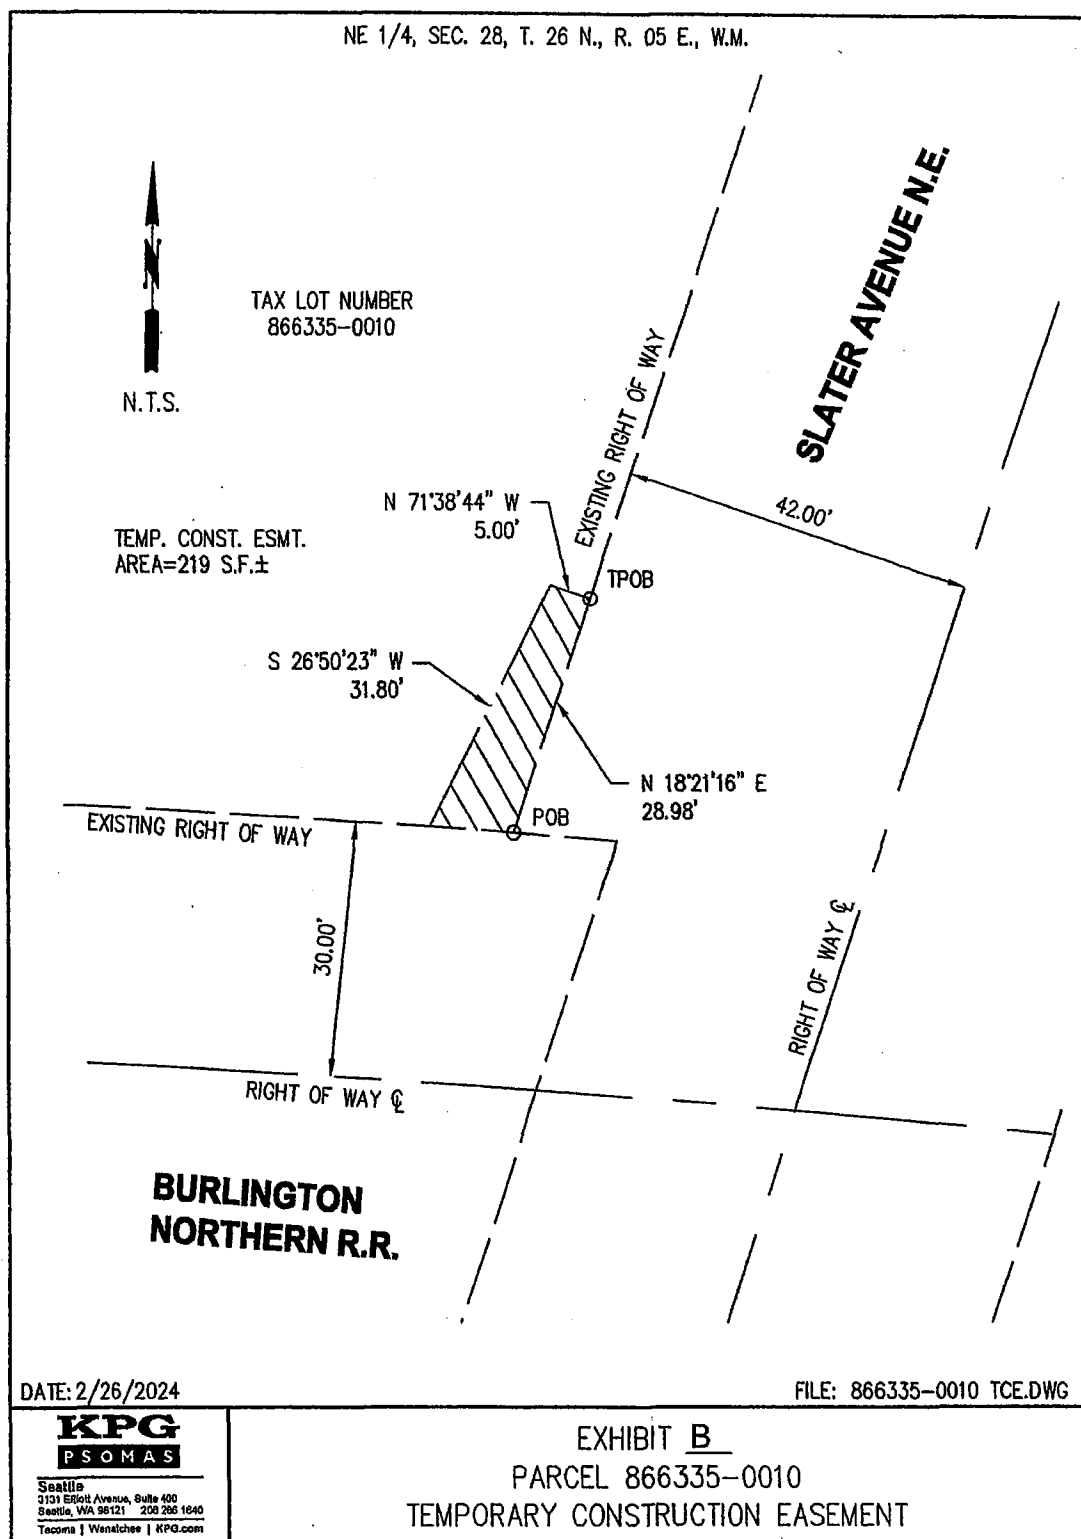 NE 1/4, SEC. 28, T. 26 N., R. 05 E., W.M.
SLATER AVENUE N.E.
N
TAX LOT NUMBER
866335-0010
N.T.S.
EXISTING RIGHT OF WAY
42.00'
N 71°38'44" W
5.00'
TEMP. CONST. ESMT.
AREA=219 S.F.±
TPOB
S 26°50'23" W
31.80'
N 18°21'16" E
28.98'
POB
EXISTING RIGHT OF WAY
30.00'
RIGHT OF WAY ℄
RIGHT OF WAY ℄
BURLINGTON
NORTHERN R.R.
DATE: 2/26/2024
FILE: 866335-0010 TCE.DWG
KPG
PSOMAS
Seattle
3131 Elliott Avenue, Suite 400
Seattle, WA 98121 206 286 1640
Tacoma | Wenatchee | KPG.com
EXHIBIT B
PARCEL 866335-0010
TEMPORARY CONSTRUCTION EASEMENT